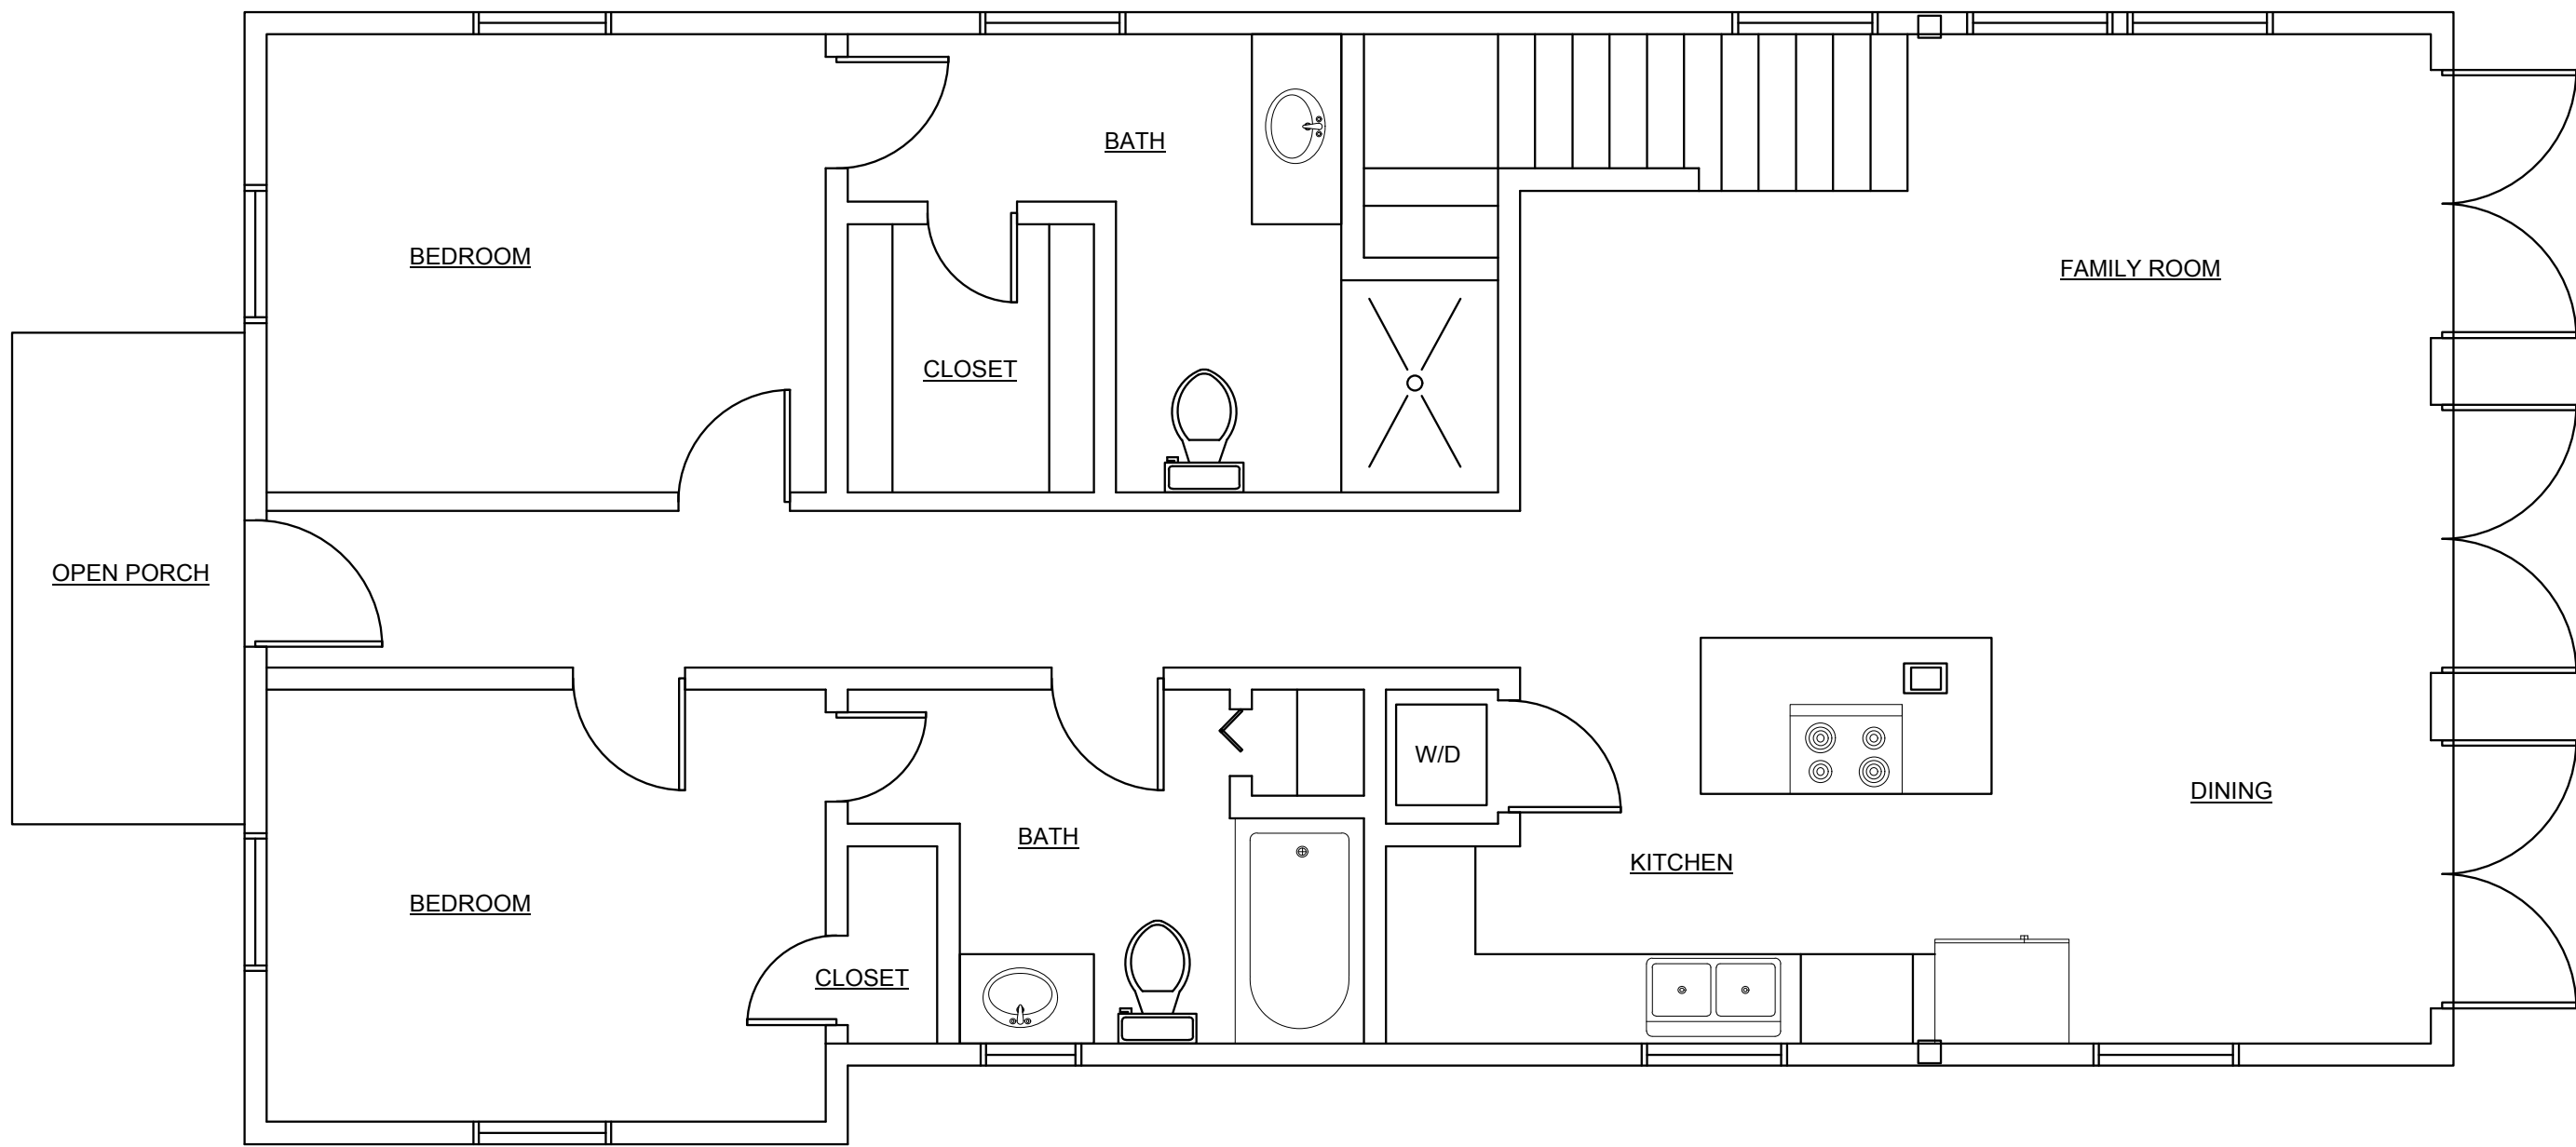 BATH
BEDROOM
FAMILY ROOM
CLOSET
OPEN PORCH
W/D
DINING
BATH
KITCHEN
BEDROOM
CLOSET